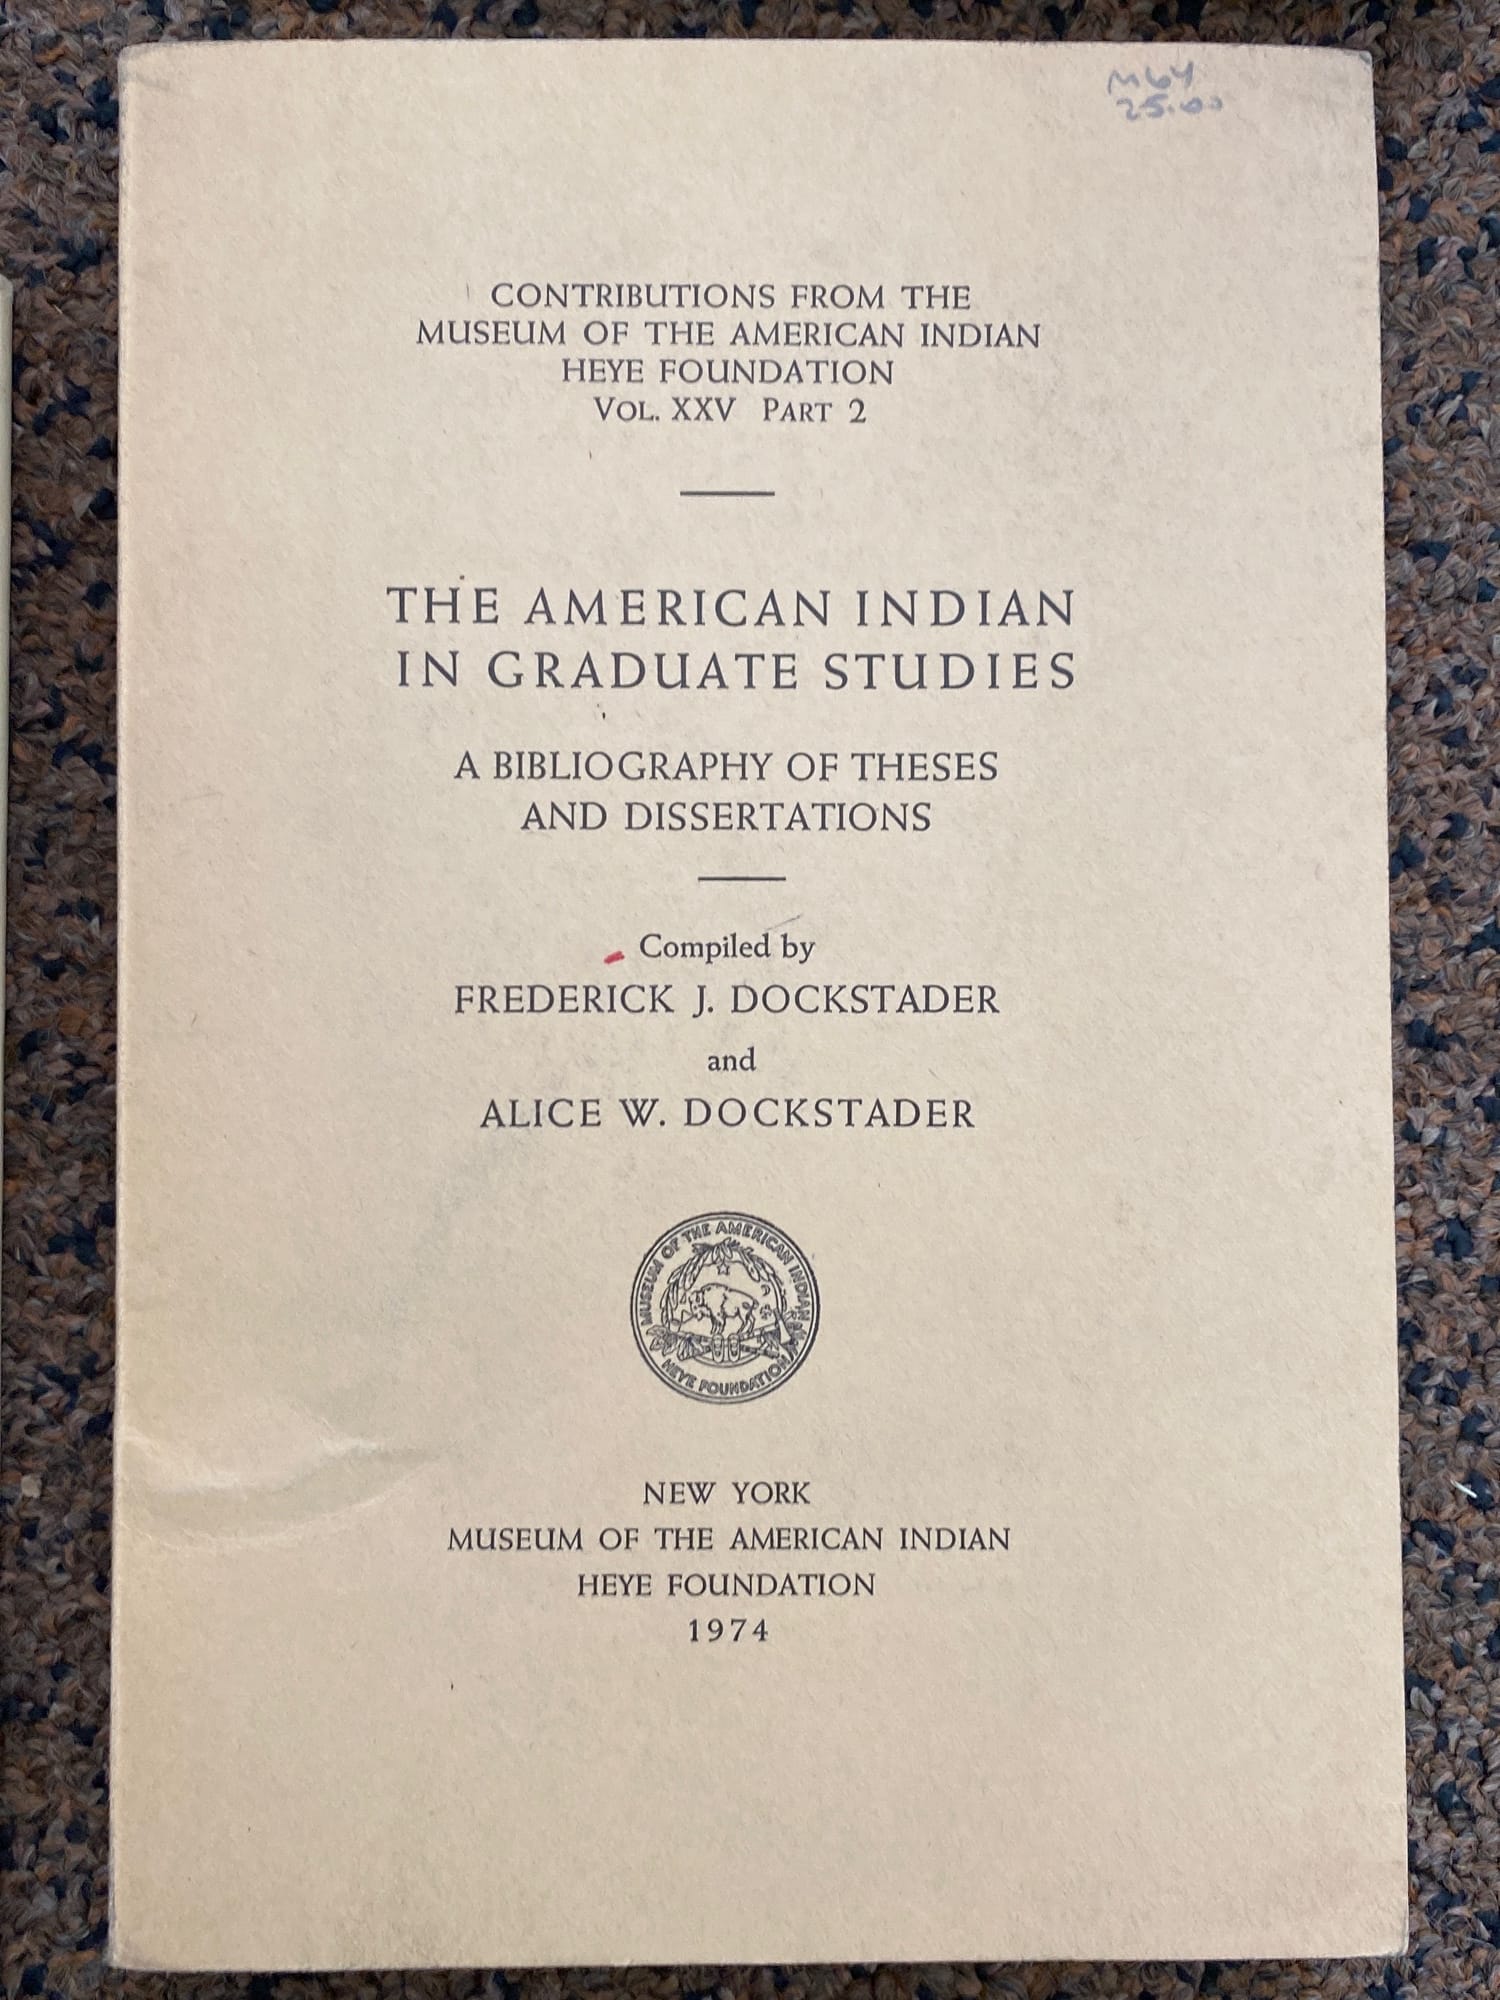 M64
25.00
CONTRIBUTIONS FROM THE
MUSEUM OF THE AMERICAN INDIAN
HEYE FOUNDATION
VOL. XXV PART 2
THE AMERICAN INDIAN
IN GRADUATE STUDIES
A BIBLIOGRAPHY OF THESES
AND DISSERTATIONS
Compiled by
FREDERICK J. DOCKSTADER
and
ALICE W. DOCKSTADER
MUSEUM OF THE AMERICAN INDIAN
HEYE FOUNDATION
NEW YORK
MUSEUM OF THE AMERICAN INDIAN
HEYE FOUNDATION
1974